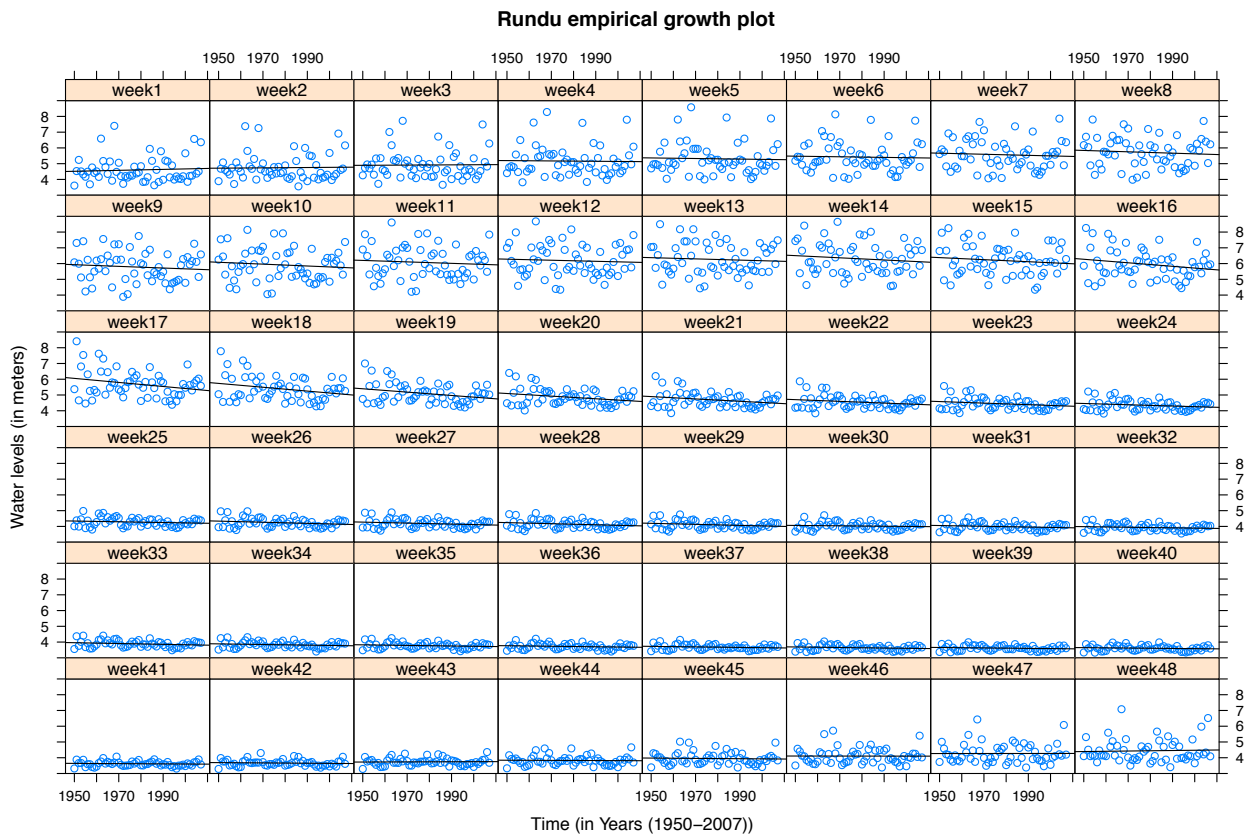 Rundu empirical growth plot
1950 1970 1990 1950 1970 1990 1950 1970 1990 1950 1970 1990
week1 week2 week3 week4 week5 week6 week7 week8
8
7
6
5
4
week9 week10 week11 week12 week13 week14 week15 week16
8
7
6
5
4
week17 week18 week19 week20 week21 week22 week23 week24
8
7
6
5
4
week25 week26 week27 week28 week29 week30 week31 week32
8
7
6
5
4
week33 week34 week35 week36 week37 week38 week39 week40
8
7
6
5
4
week41 week42 week43 week44 week45 week46 week47 week48
8
7
6
5
4
1950 1970 1990 1950 1970 1990 1950 1970 1990 1950 1970 1990
Water levels (in meters)
Time (in Years (1950−2007))